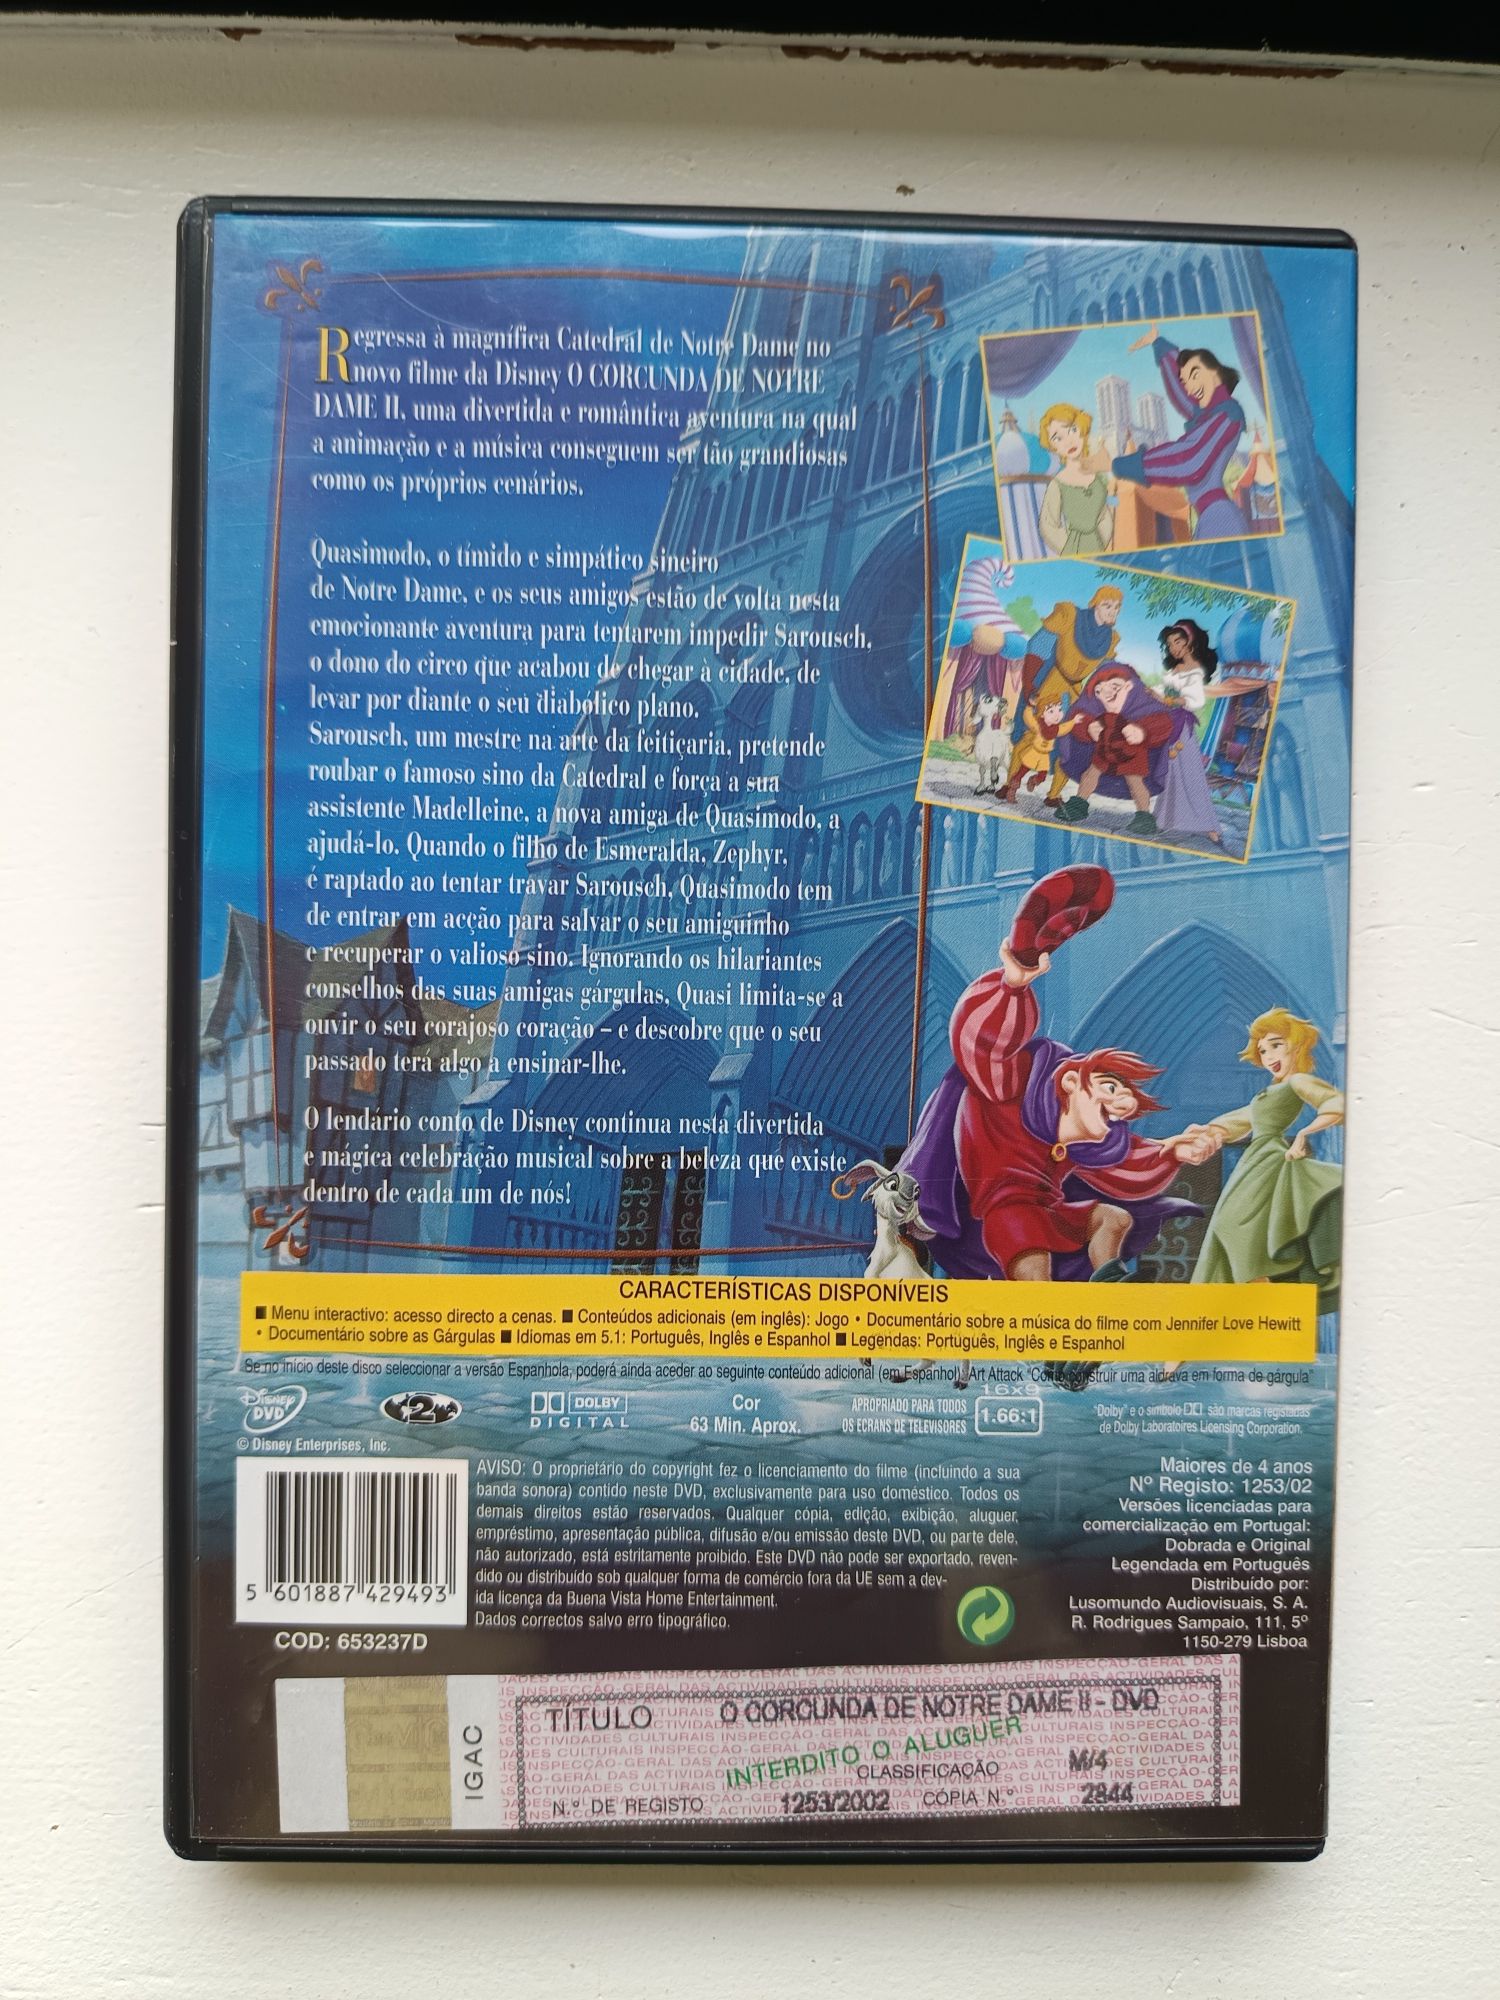 Regressa à magnífica Catedral de Notre Dame no
novo filme da Disney O CORCUNDA DE NOTRE
DAME II, uma divertida e romântica aventura na qual
a animação e a música conseguem ser tão grandiosas
como os próprios cenários.
Quasimodo, o tímido e simpático sineiro
de Notre Dame, e os seus amigos estão de volta nesta
emocionante aventura para tentarem impedir Sarousch,
o dono do circo que acabou de chegar à cidade, de
levar por diante o seu diabólico plano.
Sarousch, um mestre na arte da feitiçaria, pretende
roubar o famoso sino da Catedral e força a sua
assistente Madelleine, a nova amiga de Quasimodo, a
ajudá-lo. Quando o filho de Esmeralda, Zephyr,
é raptado ao tentar travar Sarousch, Quasimodo tem
de entrar em acção para salvar o seu amiguinho
e recuperar o valioso sino. Ignorando os hilariantes
conselhos das suas amigas gárgulas, Quasi limita-se a
ouvir o seu corajoso coração – e descobre que o seu
passado terá algo a ensinar-lhe.
O lendário conto de Disney continua nesta divertida
e mágica celebração musical sobre a beleza que existe
dentro de cada um de nós!
CARACTERÍSTICAS DISPONÍVEIS
■ Menu interactivo: acesso directo a cenas. ■ Conteúdos adicionais (em inglês): Jogo • Documentário sobre a música do filme com Jennifer Love Hewitt
• Documentário sobre as Gárgulas ■ Idiomas em 5.1: Português, Inglês e Espanhol ■ Legendas: Português, Inglês e Espanhol
Se no início deste disco seleccionar a versão Espanhola, poderá ainda aceder ao seguinte conteúdo adicional (em Espanhol): Art Attack "Como construir uma aldrava em forma de gárgula"
Disney DVD
2
DOLBY DIGITAL
Cor
63 Min. Aprox.
APROPRIADO PARA TODOS
OS ECRANS DE TELEVISORES
16x9
1.66:1
"Dolby" e o símbolo DD são marcas registadas
de Dolby Laboratoires Licensing Corporation.
© Disney Enterprises, Inc.
AVISO: O proprietário do copyright fez o licenciamento do filme (incluindo a sua
banda sonora) contido neste DVD, exclusivamente para uso doméstico. Todos os
demais direitos estão reservados. Qualquer cópia, edição, exibição, aluguer,
empréstimo, apresentação pública, difusão e/ou emissão deste DVD, ou parte dele,
não autorizado, está estritamente proibido. Este DVD não pode ser exportado, reven-
dido ou distribuído sob qualquer forma de comércio fora da UE sem a dev-
ida licença da Buena Vista Home Entertainment.
Dados correctos salvo erro tipográfico.
Maiores de 4 anos
Nº Registo: 1253/02
Versões licenciadas para
comercialização em Portugal:
Dobrada e Original
Legendada em Português
Distribuído por:
Lusomundo Audiovisuais, S. A.
R. Rodrigues Sampaio, 111, 5º
1150-279 Lisboa
5 601887 429493
COD: 653237D
IGAC
TÍTULO O CORCUNDA DE NOTRE DAME II - DVD
INTERDITO O ALUGUER
CLASSIFICAÇÃO M/4
N.º DE REGISTO 1253/2002 CÓPIA N.º 2844